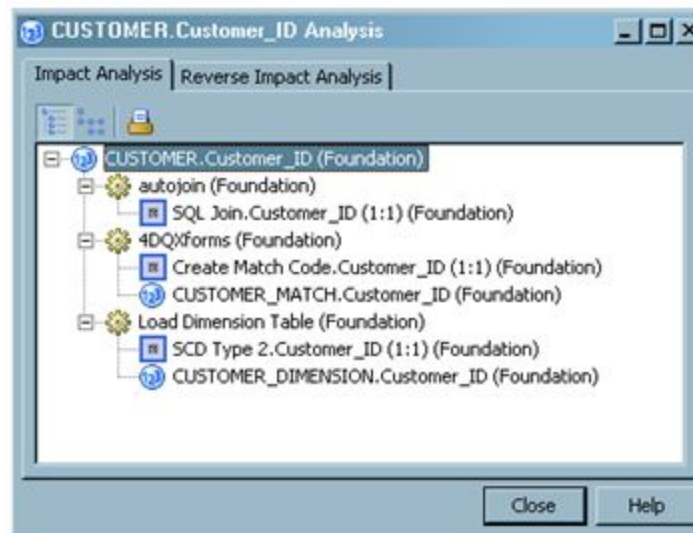 CUSTOMER.Customer_ID Analysis
Impact Analysis Reverse Impact Analysis
CUSTOMER.Customer_ID (Foundation)
autojoin (Foundation)
SQL Join.Customer_ID (1:1) (Foundation)
4DQXforms (Foundation)
Create Match Code.Customer_ID (1:1) (Foundation)
CUSTOMER_MATCH.Customer_ID (Foundation)
Load Dimension Table (Foundation)
SCD Type 2.Customer_ID (1:1) (Foundation)
CUSTOMER_DIMENSION.Customer_ID (Foundation)
Close Help